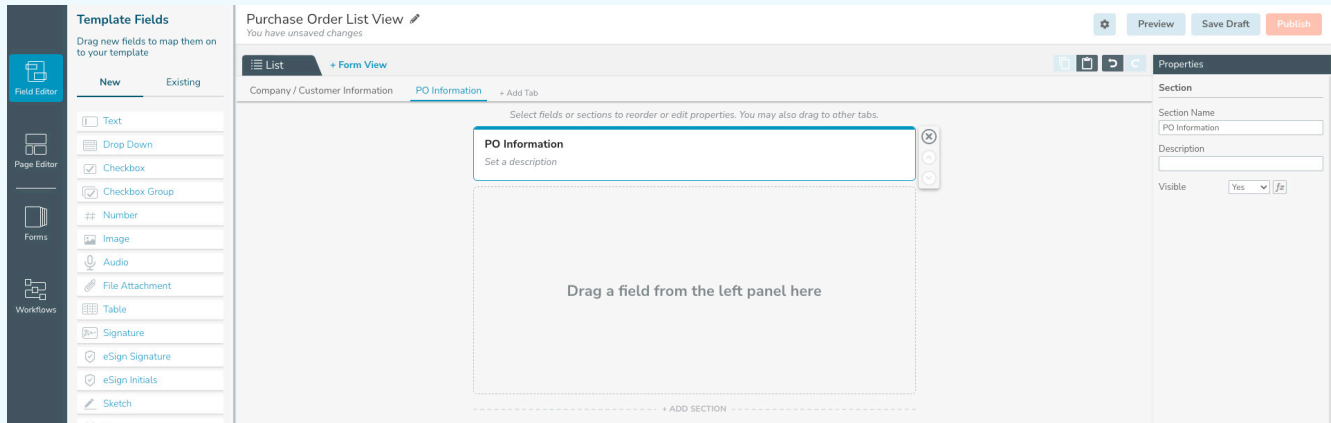 Field Editor
Page Editor
Forms
Workflows
Template Fields
Drag new fields to map them on
to your template
New Existing
Text
Drop Down
Checkbox
Checkbox Group
## Number
Image
Audio
File Attachment
Table
Signature
eSign Signature
eSign Initials
Sketch
Purchase Order List View
You have unsaved changes
Preview Save Draft Publish
List + Form View
Company / Customer Information PO Information + Add Tab
Select fields or sections to reorder or edit properties. You may also drag to other tabs.
PO Information
Set a description
Drag a field from the left panel here
+ ADD SECTION
Properties
Section
Section Name
PO Information
Description
Visible Yes fx